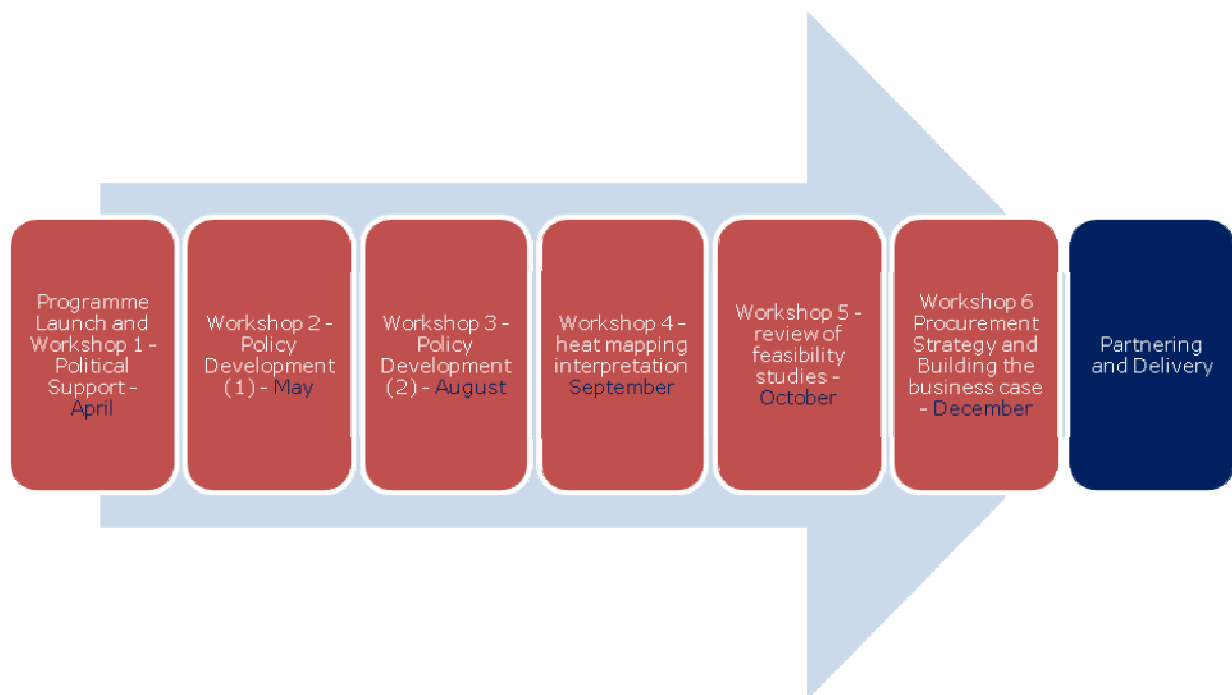 Programme
Launch and
Workshop 1 -
Political
Support -
April
Workshop 2 -
Policy
Development
(1) - May
Workshop 3 -
Policy
Development
(2) - August
Workshop 4 -
heat mapping
interpretation
September
Workshop 5 -
review of
feasibility
studies -
October
Workshop 6
Procurement
Strategy and
Building the
business case
- December
Partnering
and Delivery